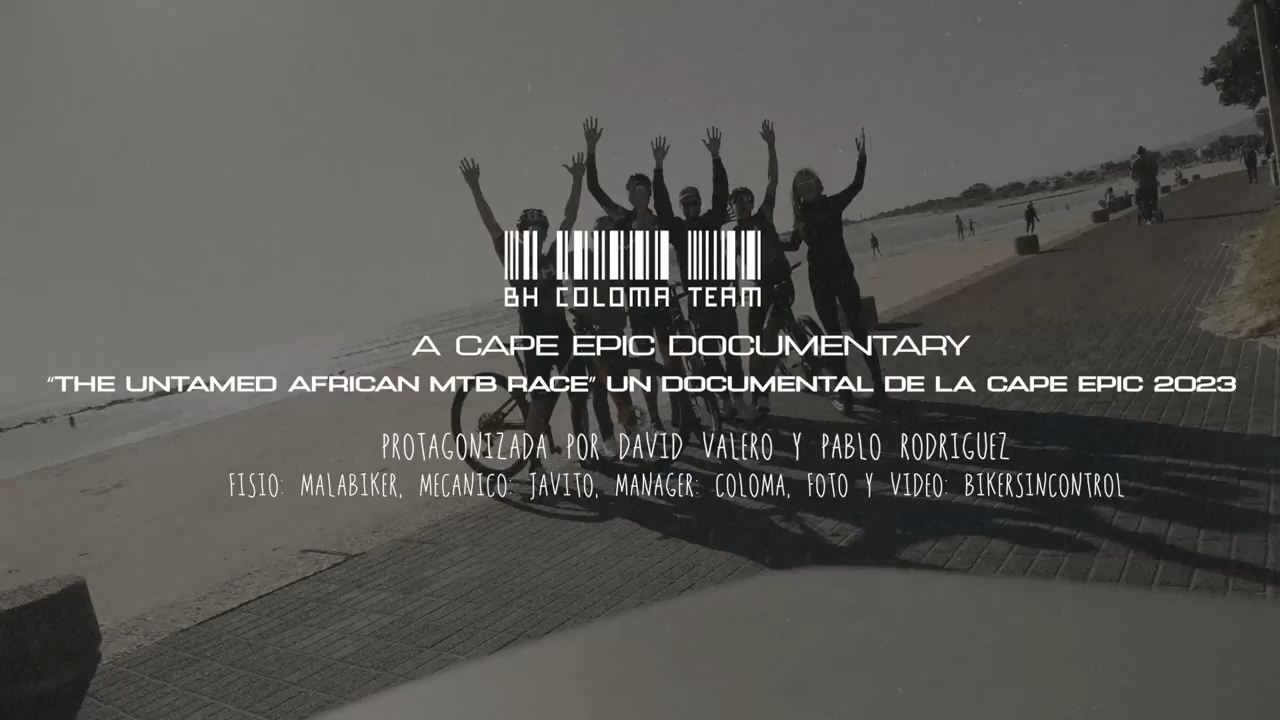 BH COLOMA TEAM
A CAPE EPIC DOCUMENTARY
“THE UNTAMED AFRICAN MTB RACE” UN DOCUMENTAL DE LA CAPE EPIC 2023
PROTAGONIZADA POR DAVID VALERO Y PABLO RODRIGUEZ
FISIO: MALABIKER, MECANICO: JAVITO, MANAGER: COLOMA, FOTO Y VIDEO: BIKERSINCONTROL